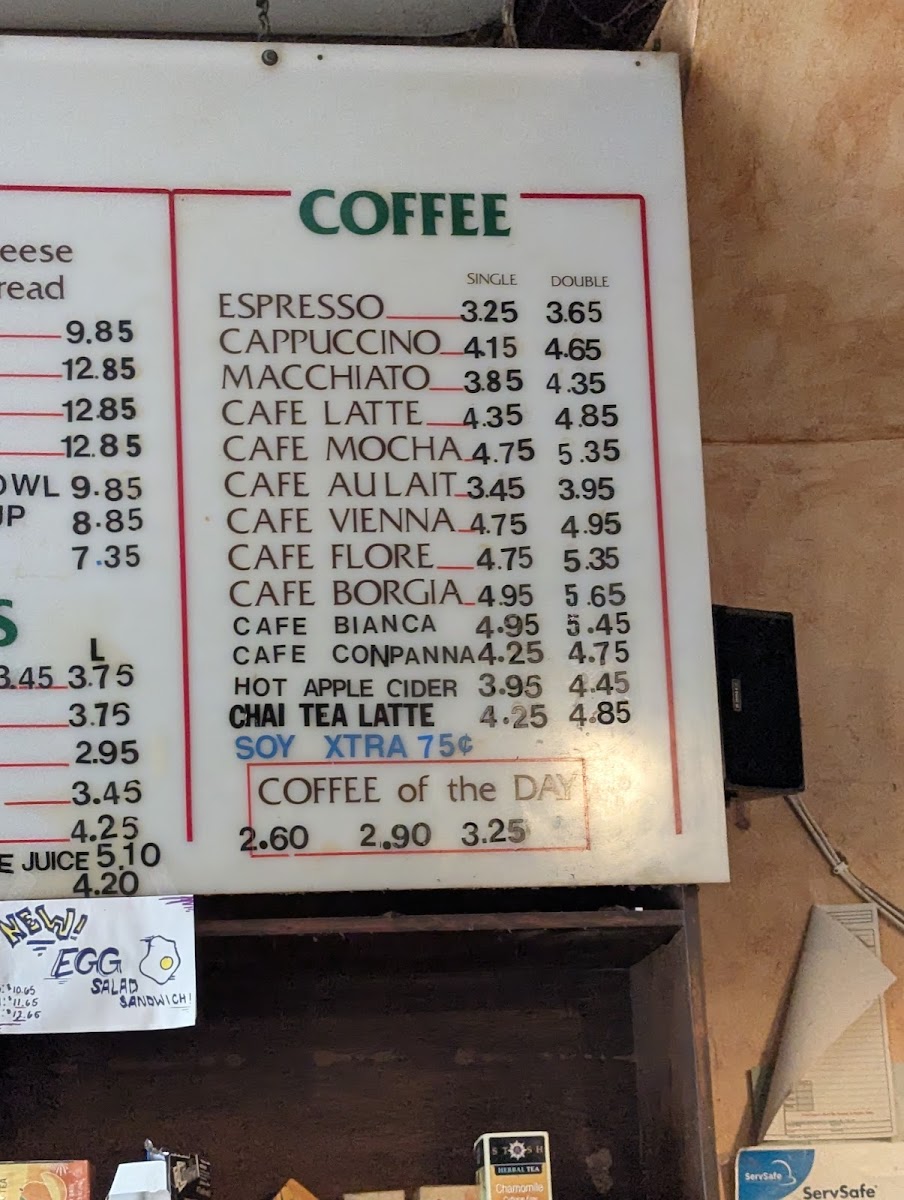 eese
read
9.85
12.85
12.85
12.85
OWL 9.85
UP 8.85
7.35
S
L
3.45 3.75
3.75
2.95
3.45
4.25
E JUICE 5.10
4.20
COFFEE
SINGLE DOUBLE
ESPRESSO 3.25 3.65
CAPPUCCINO 4.15 4.65
MACCHIATO 3.85 4.35
CAFE LATTE 4.35 4.85
CAFE MOCHA 4.75 5.35
CAFE AU LAIT 3.45 3.95
CAFE VIENNA 4.75 4.95
CAFE FLORE 4.75 5.35
CAFE BORGIA 4.95 5.65
CAFE BIANCA 4.95 5.45
CAFE CONPANNA 4.25 4.75
HOT APPLE CIDER 3.95 4.45
CHAI TEA LATTE 4.25 4.85
SOY XTRA 75¢
COFFEE of the DAY
2.60 2.90 3.25
NEW!
EGG
SALAD
SANDWICH!
$10.65
$11.65
$12.65
STASH
HERBAL TEA
Chamomile
ServSafe
ServSafe